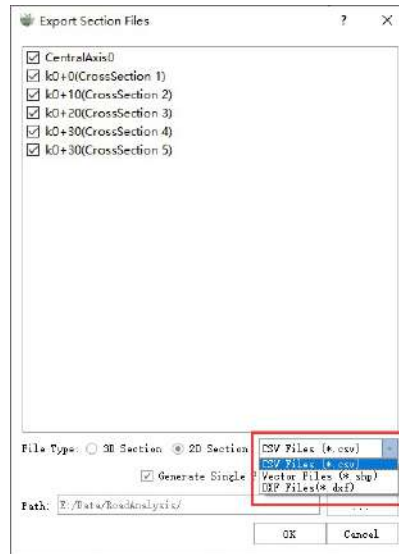 Export Section Files ? ×
CentralAxis0
k0+0(CrossSection 1)
k0+10(CrossSection 2)
k0+20(CrossSection 3)
k0+30(CrossSection 4)
k0+30(CrossSection 5)
File Type: 3D Section 2D Section CSV Files (*.csv)
CSV Files (*.csv)
Generate Single Vector Files (*.shp)
DXF Files(*.dxf)
Path: E:/Data/RoadAnalysis/ ...
OK Cancel